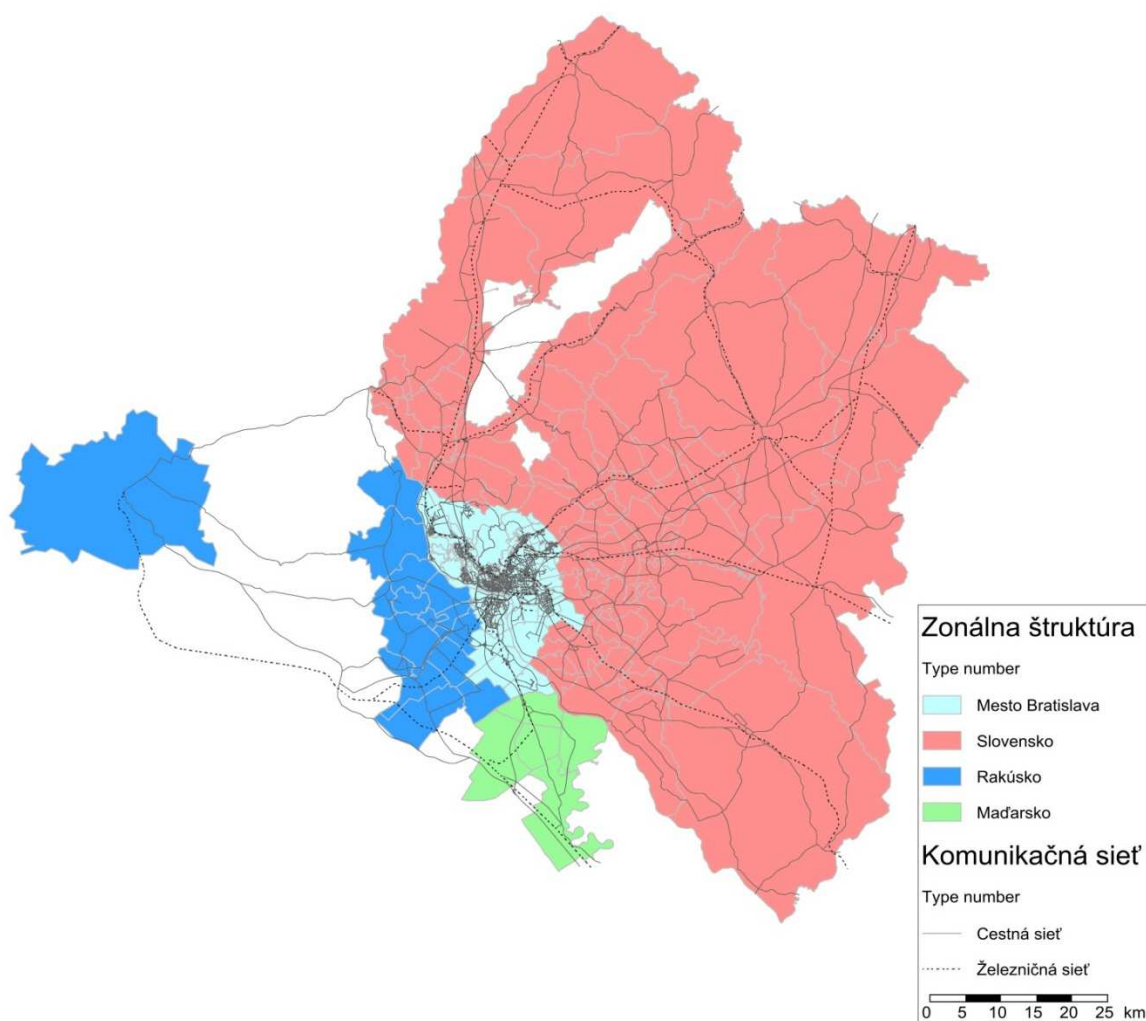 Zonálna štruktúra
Type number
Mesto Bratislava
Slovensko
Rakúsko
Maďarsko
Komunikačná sieť
Type number
Cestná sieť
Železničná sieť
0 5 10 15 20 25 km